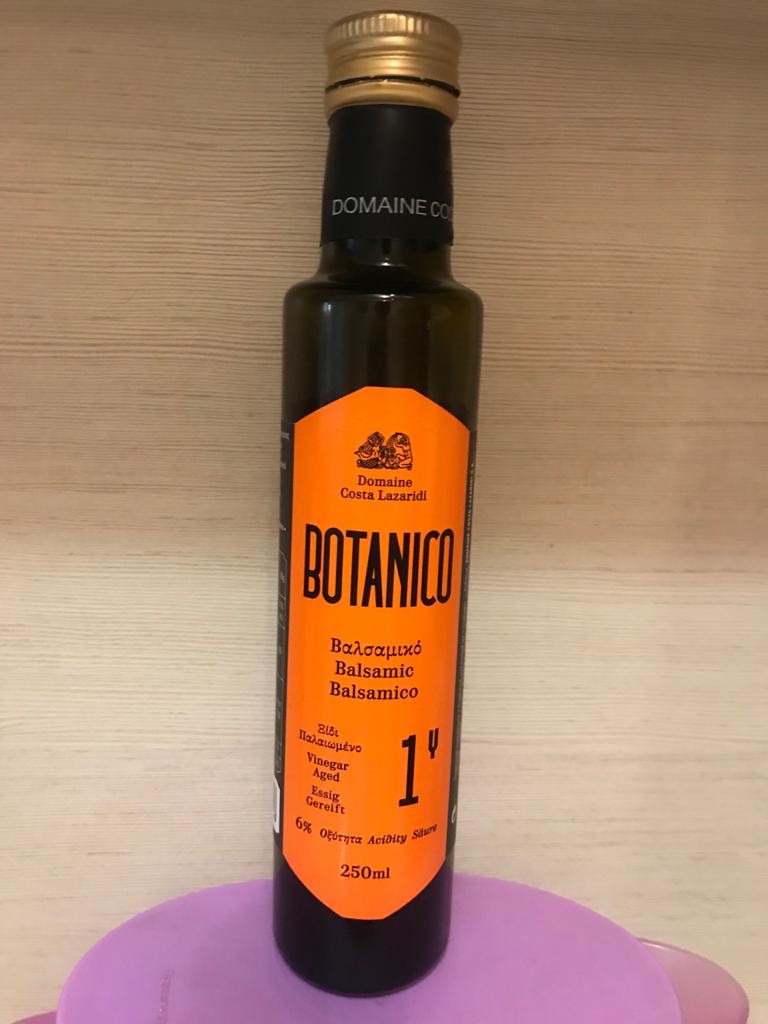 DOMAINE CO
Domaine
Costa Lazaridi
BOTANICO
Βαλσαμικό
Balsamic
Balsamico
Ξίδι
Παλαιωμένο
Vinegar
Aged
Essig
Gereift
1 Y
6% Οξύτητα Acidity Säure
250ml